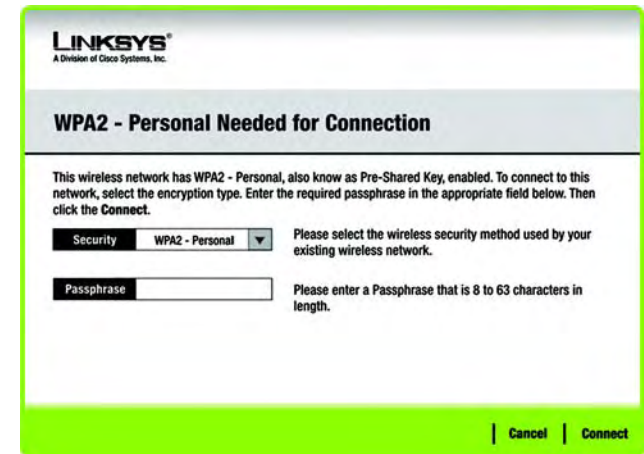 LINKSYS®
A Division of Cisco Systems, Inc.
WPA2 - Personal Needed for Connection
This wireless network has WPA2 - Personal, also know as Pre-Shared Key, enabled. To connect to this
network, select the encryption type. Enter the required passphrase in the appropriate field below. Then
click the Connect.
Security WPA2 - Personal
Please select the wireless security method used by your
existing wireless network.
Passphrase
Please enter a Passphrase that is 8 to 63 characters in
length.
Cancel Connect